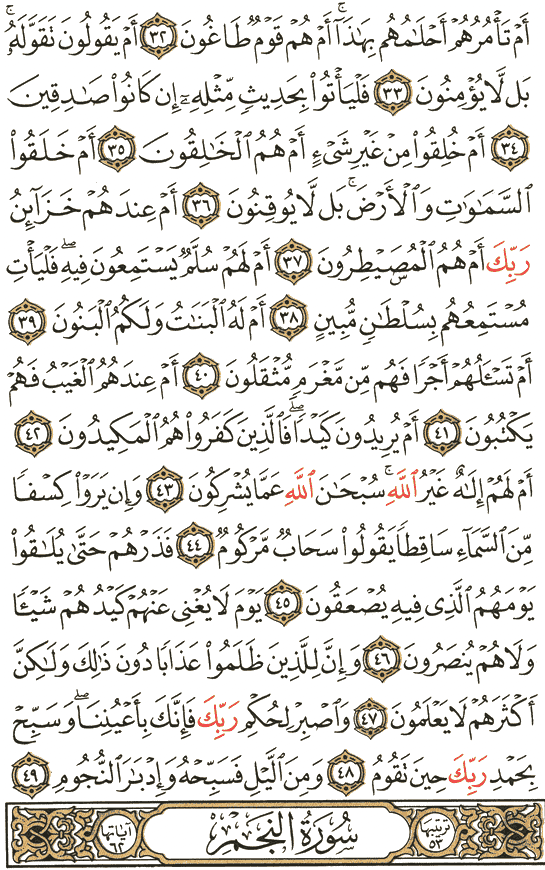 أَمۡ تَأۡمُرُهُمۡ أَحۡلَٰمُهُم بِهَٰذَآۚ أَمۡ هُمۡ قَوۡمٞ طَاغُونَ ٣٢ أَمۡ يَقُولُونَ تَقَوَّلَهُۥۚ
بَل لَّا يُؤۡمِنُونَ ٣٣ فَلۡيَأۡتُواْ بِحَدِيثٖ مِّثۡلِهِۦٓ إِن كَانُواْ صَٰدِقِينَ
٣٤ أَمۡ خُلِقُواْ مِنۡ غَيۡرِ شَيۡءٍ أَمۡ هُمُ ٱلۡخَٰلِقُونَ ٣٥ أَمۡ خَلَقُواْ
ٱلسَّمَٰوَٰتِ وَٱلۡأَرۡضَۚ بَل لَّا يُوقِنُونَ ٣٦ أَمۡ عِندَهُمۡ خَزَآئِنُ
رَبِّكَ أَمۡ هُمُ ٱلۡمُصَۜيۡطِرُونَ ٣٧ أَمۡ لَهُمۡ سُلَّمٞ يَسۡتَمِعُونَ فِيهِۖ فَلۡيَأۡتِ
مُسۡتَمِعُهُم بِسُلۡطَٰنٖ مُّبِينٍ ٣٨ أَمۡ لَهُ ٱلۡبَنَٰتُ وَلَكُمُ ٱلۡبَنُونَ ٣٩
أَمۡ تَسۡـَٔلُهُمۡ أَجۡرٗا فَهُم مِّن مَّغۡرَمٖ مُّثۡقَلُونَ ٤٠ أَمۡ عِندَهُمُ ٱلۡغَيۡبُ فَهُمۡ
يَكۡتُبُونَ ٤١ أَمۡ يُرِيدُونَ كَيۡدٗاۖ فَٱلَّذِينَ كَفَرُواْ هُمُ ٱلۡمَكِيدُونَ ٤٢
أَمۡ لَهُمۡ إِلَٰهٌ غَيۡرُ ٱللَّهِۚ سُبۡحَٰنَ ٱللَّهِ عَمَّا يُشۡرِكُونَ ٤٣ وَإِن يَرَوۡاْ كِسۡفٗا
مِّنَ ٱلسَّمَآءِ سَاقِطٗا يَقُولُواْ سَحَابٞ مَّرۡكُومٞ ٤٤ فَذَرۡهُمۡ حَتَّىٰ يُلَٰقُواْ
يَوۡمَهُمُ ٱلَّذِي فِيهِ يُصۡعَقُونَ ٤٥ يَوۡمَ لَا يُغۡنِي عَنۡهُمۡ كَيۡدُهُمۡ شَيۡـٔٗا
وَلَا هُمۡ يُنصَرُونَ ٤٦ وَإِنَّ لِلَّذِينَ ظَلَمُواْ عَذَابٗا دُونَ ذَٰلِكَ وَلَٰكِنَّ
أَكۡثَرَهُمۡ لَا يَعۡلَمُونَ ٤٧ وَٱصۡبِرۡ لِحُكۡمِ رَبِّكَ فَإِنَّكَ بِأَعۡيُنِنَاۖ وَسَبِّحۡ
بِحَمۡدِ رَبِّكَ حِينَ تَقُومُ ٤٨ وَمِنَ ٱلَّيۡلِ فَسَبِّحۡهُ وَإِدۡبَٰرَ ٱلنُّجُومِ ٤٩
ترتيبها ٥٣ سُورَةُ النَّجْمِ آياتها ٦٢